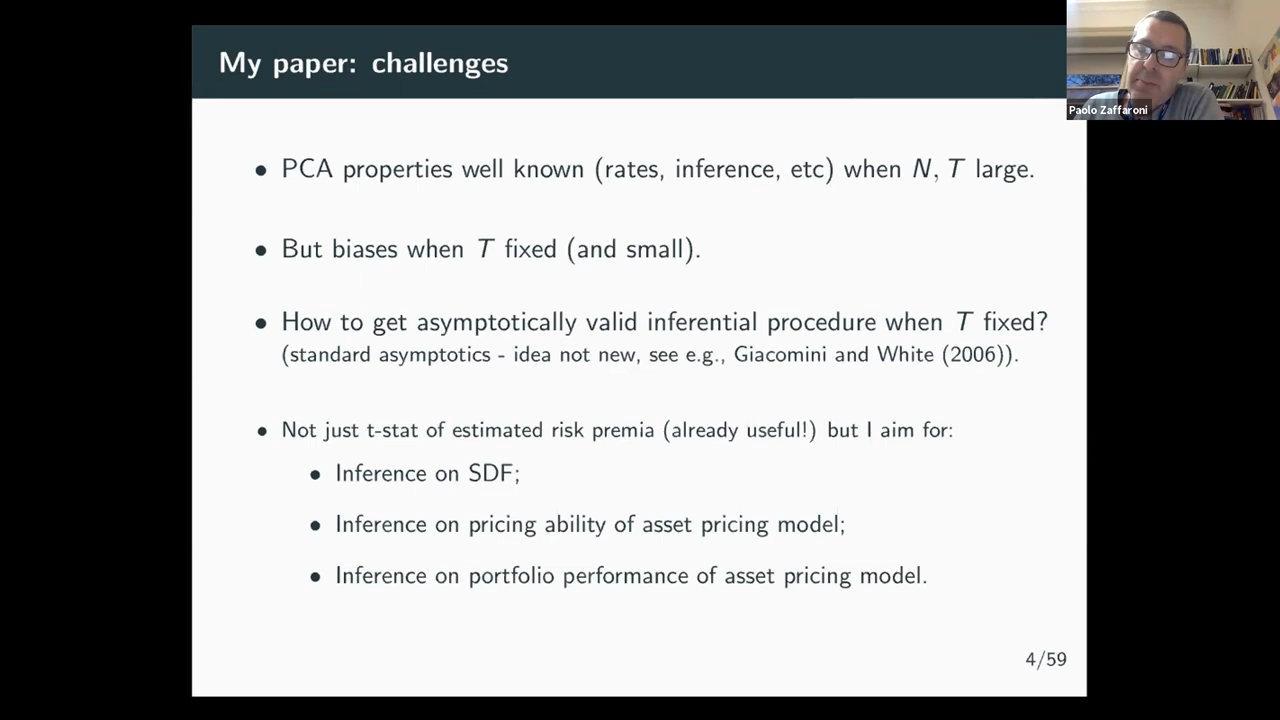 My paper: challenges
Paolo Zaffaroni
• PCA properties well known (rates, inference, etc) when N, T large.
• But biases when T fixed (and small).
• How to get asymptotically valid inferential procedure when T fixed?
(standard asymptotics - idea not new, see e.g., Giacomini and White (2006)).
• Not just t-stat of estimated risk premia (already useful!) but I aim for:
• Inference on SDF;
• Inference on pricing ability of asset pricing model;
• Inference on portfolio performance of asset pricing model.
4/59